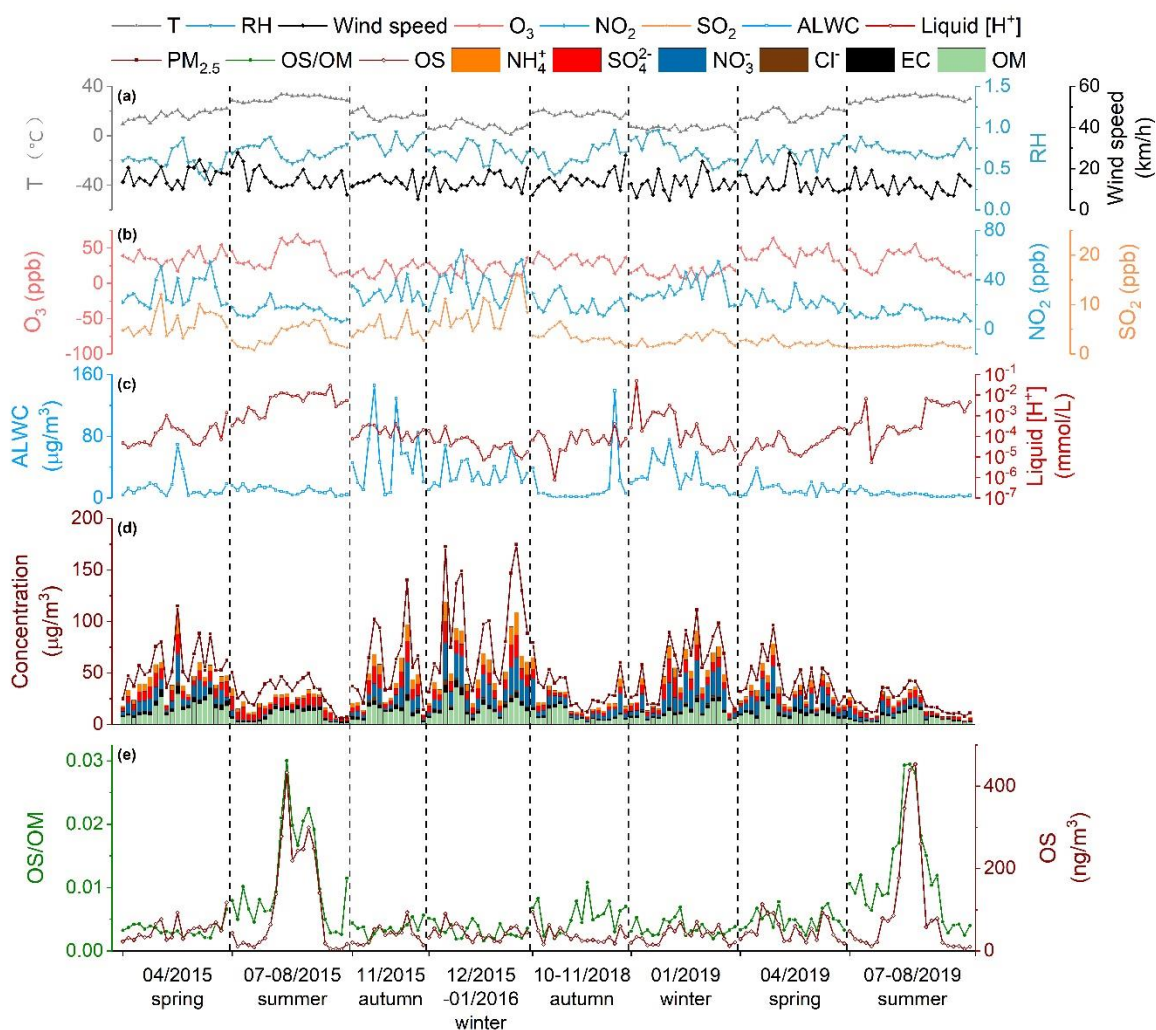 T RH Wind speed O₃ NO₂ SO₂ ALWC Liquid [H⁺]
PM₂.₅ OS/OM OS NH₄⁺ SO₄²⁻ NO₃⁻ Cl⁻ EC OM
(a)
T (℃)
40
0
-40
1.5
1.0
0.5
0.0
RH
60
40
20
0
Wind speed
(km/h)
(b)
O₃ (ppb)
50
0
-50
-100
80
40
0
NO₂ (ppb)
20
10
0
SO₂ (ppb)
(c)
ALWC
(μg/m³)
160
80
0
10⁻¹
10⁻²
10⁻³
10⁻⁴
10⁻⁵
10⁻⁶
10⁻⁷
Liquid [H⁺]
(mmol/L)
(d)
Concentration
(μg/m³)
200
150
100
50
0
(e)
OS/OM
0.03
0.02
0.01
0.00
400
200
0
OS
(ng/m³)
04/2015
spring
07-08/2015
summer
11/2015
autumn
12/2015
-01/2016
winter
10-11/2018
autumn
01/2019
winter
04/2019
spring
07-08/2019
summer